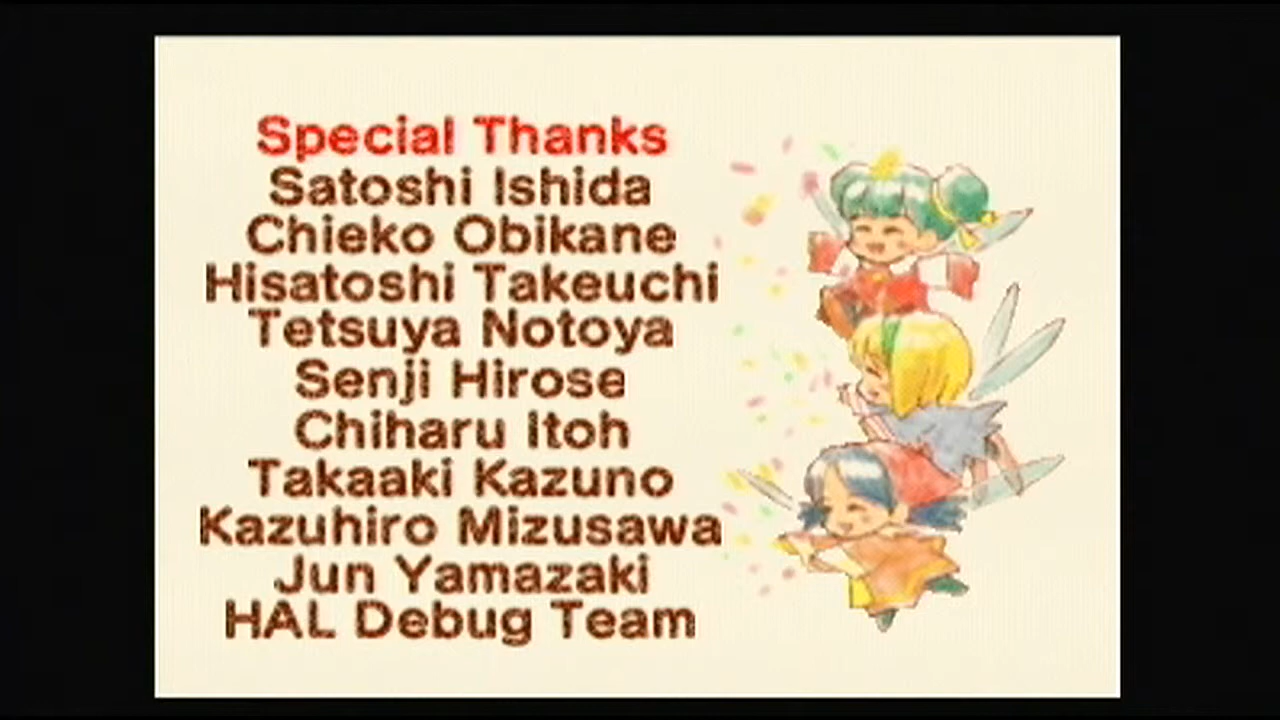 Special Thanks
Satoshi Ishida
Chieko Obikane
Hisatoshi Takeuchi
Tetsuya Notoya
Senji Hirose
Chiharu Itoh
Takaaki Kazuno
Kazuhiro Mizusawa
Jun Yamazaki
HAL Debug Team